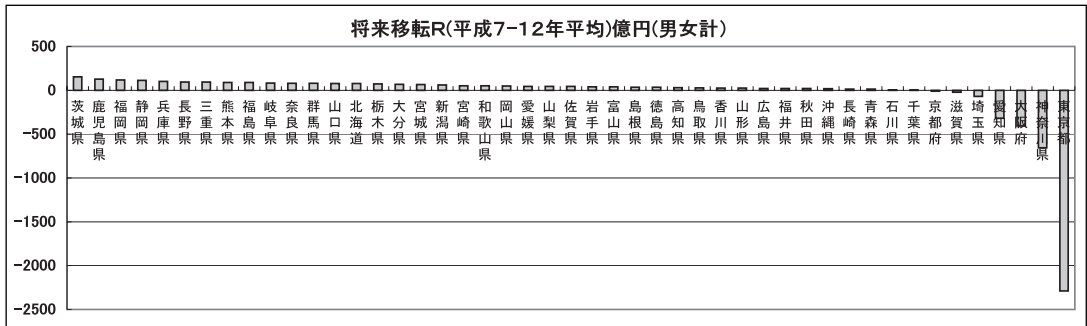 将来移転R(平成7-12年平均)億円(男女計)
500
0
-500
-1000
-1500
-2000
-2500
茨城県
鹿児島県
福岡県
静岡県
兵庫県
長野県
三重県
熊本県
福島県
岐阜県
奈良県
群馬県
山口県
北海道
栃木県
大分県
宮城県
新潟県
宮崎県
和歌山県
岡山県
愛媛県
山梨県
佐賀県
岩手県
富山県
島根県
徳島県
高知県
鳥取県
香川県
山形県
広島県
福井県
秋田県
沖縄県
長崎県
青森県
石川県
千葉県
京都府
滋賀県
埼玉県
愛知県
大阪府
神奈川県
東京都